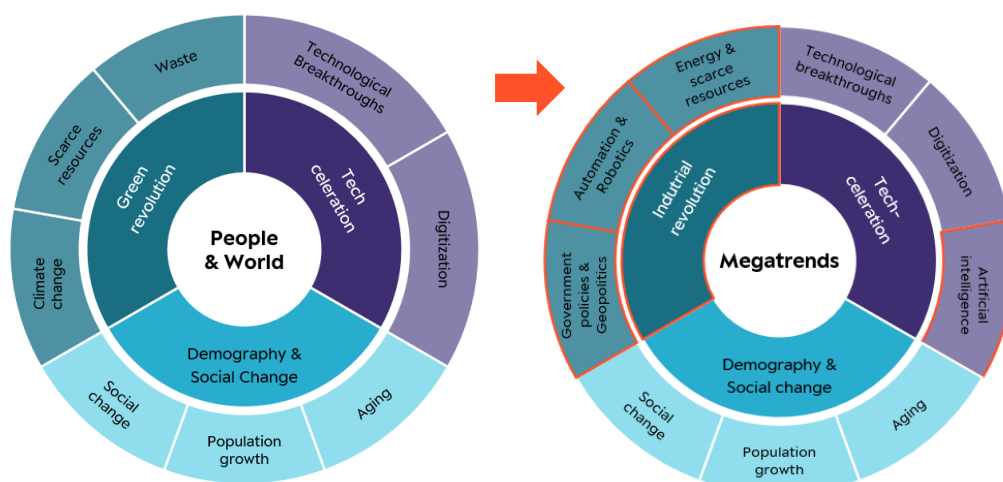 Waste
Technological
Breakthroughs
Scarce
resources
Green
revolution
Tech
celeration
Digitization
People
& World
Climate
change
Demography &
Social Change
Social
change
Population
growth
Aging
Energy &
scarce
resources
Technological
breakthroughs
Automation &
Robotics
Indutrial
revolution
Tech-
celeration
Digitization
Megatrends
Government
policies &
Geopolitics
Artificial
intelligence
Demography &
Social change
Social
change
Population
growth
Aging